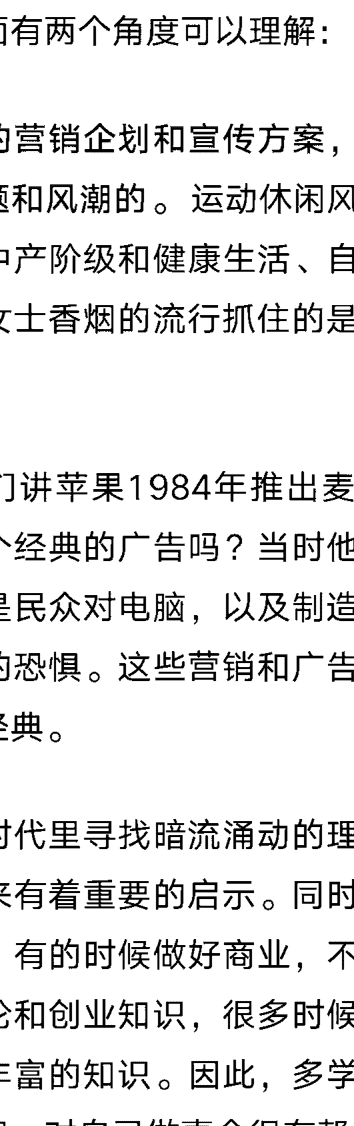 面有两个角度可以理解：
的营销企划和宣传方案，
题和风潮的。运动休闲风
中产阶级和健康生活、自
女士香烟的流行抓住的是
们讲苹果1984年推出麦
个经典的广告吗？当时他
是民众对电脑，以及制造
的恐惧。这些营销和广告
经典。
时代里寻找暗流涌动的理
来有着重要的启示。同时
，有的时候做好商业，不
论和创业知识，很多时候
丰富的知识。因此，多学